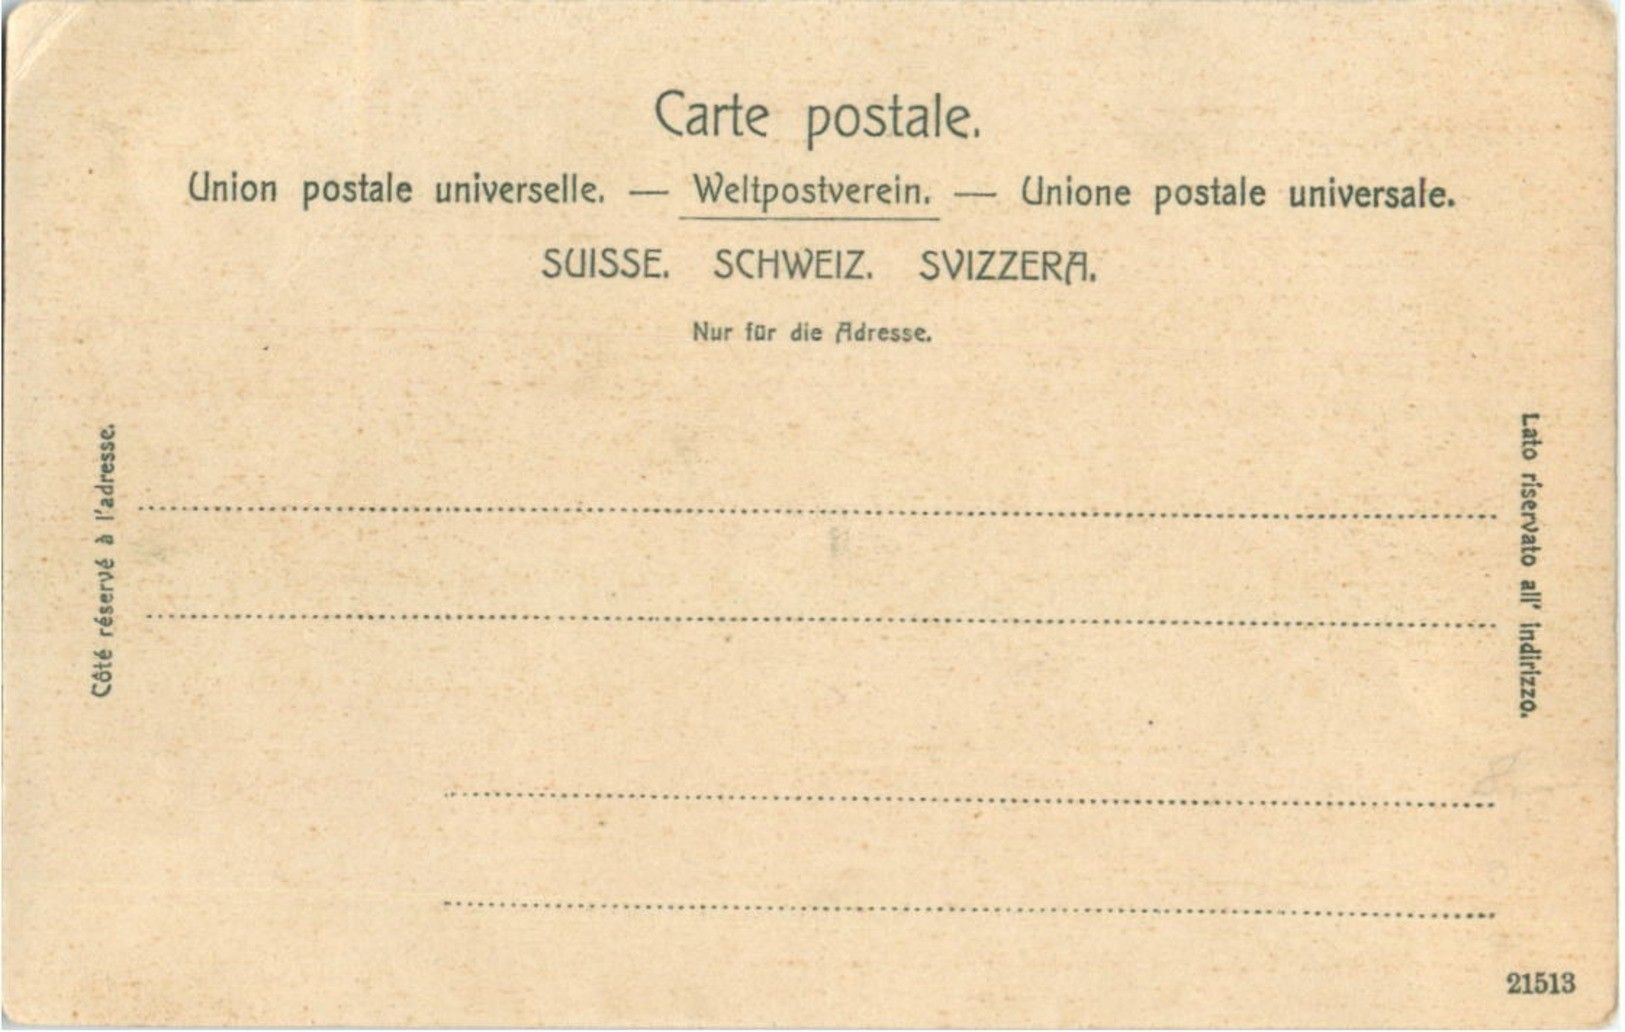 Carte postale.
Union postale universelle. — Weltpostverein. — Unione postale universale.
SUISSE. SCHWEIZ. SVIZZERA.
Nur für die Adresse.
Côté réservé à l'adresse.
Lato riservato all' indirizzo.
21513